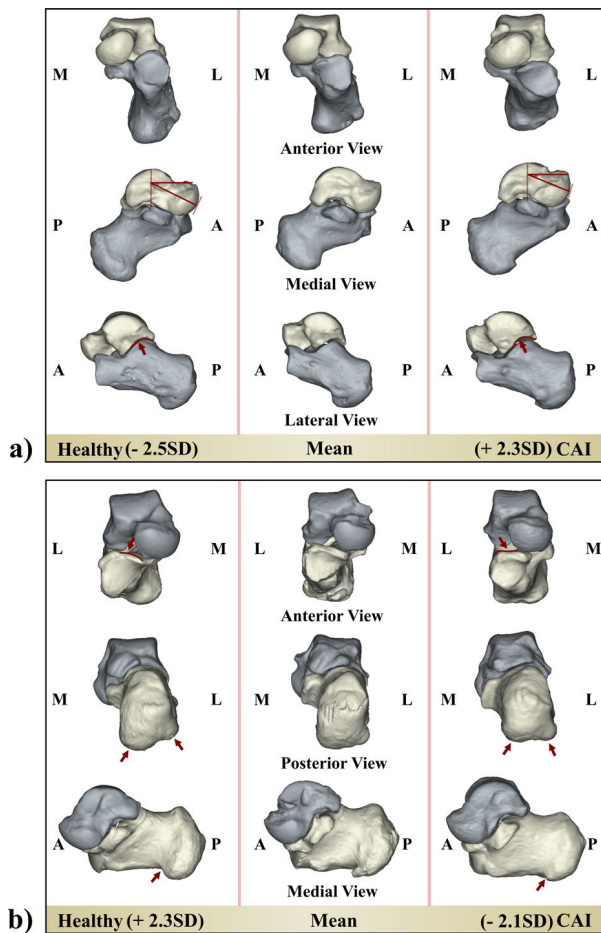 M L M L M L
Anterior View
P A P A P A
Medial View
A P A P A P
Lateral View
a) Healthy (- 2.5SD) Mean (+ 2.3SD) CAI
L M L M L M
Anterior View
M L M L M L
Posterior View
A P A P A P
Medial View
b) Healthy (+ 2.3SD) Mean (- 2.1SD) CAI